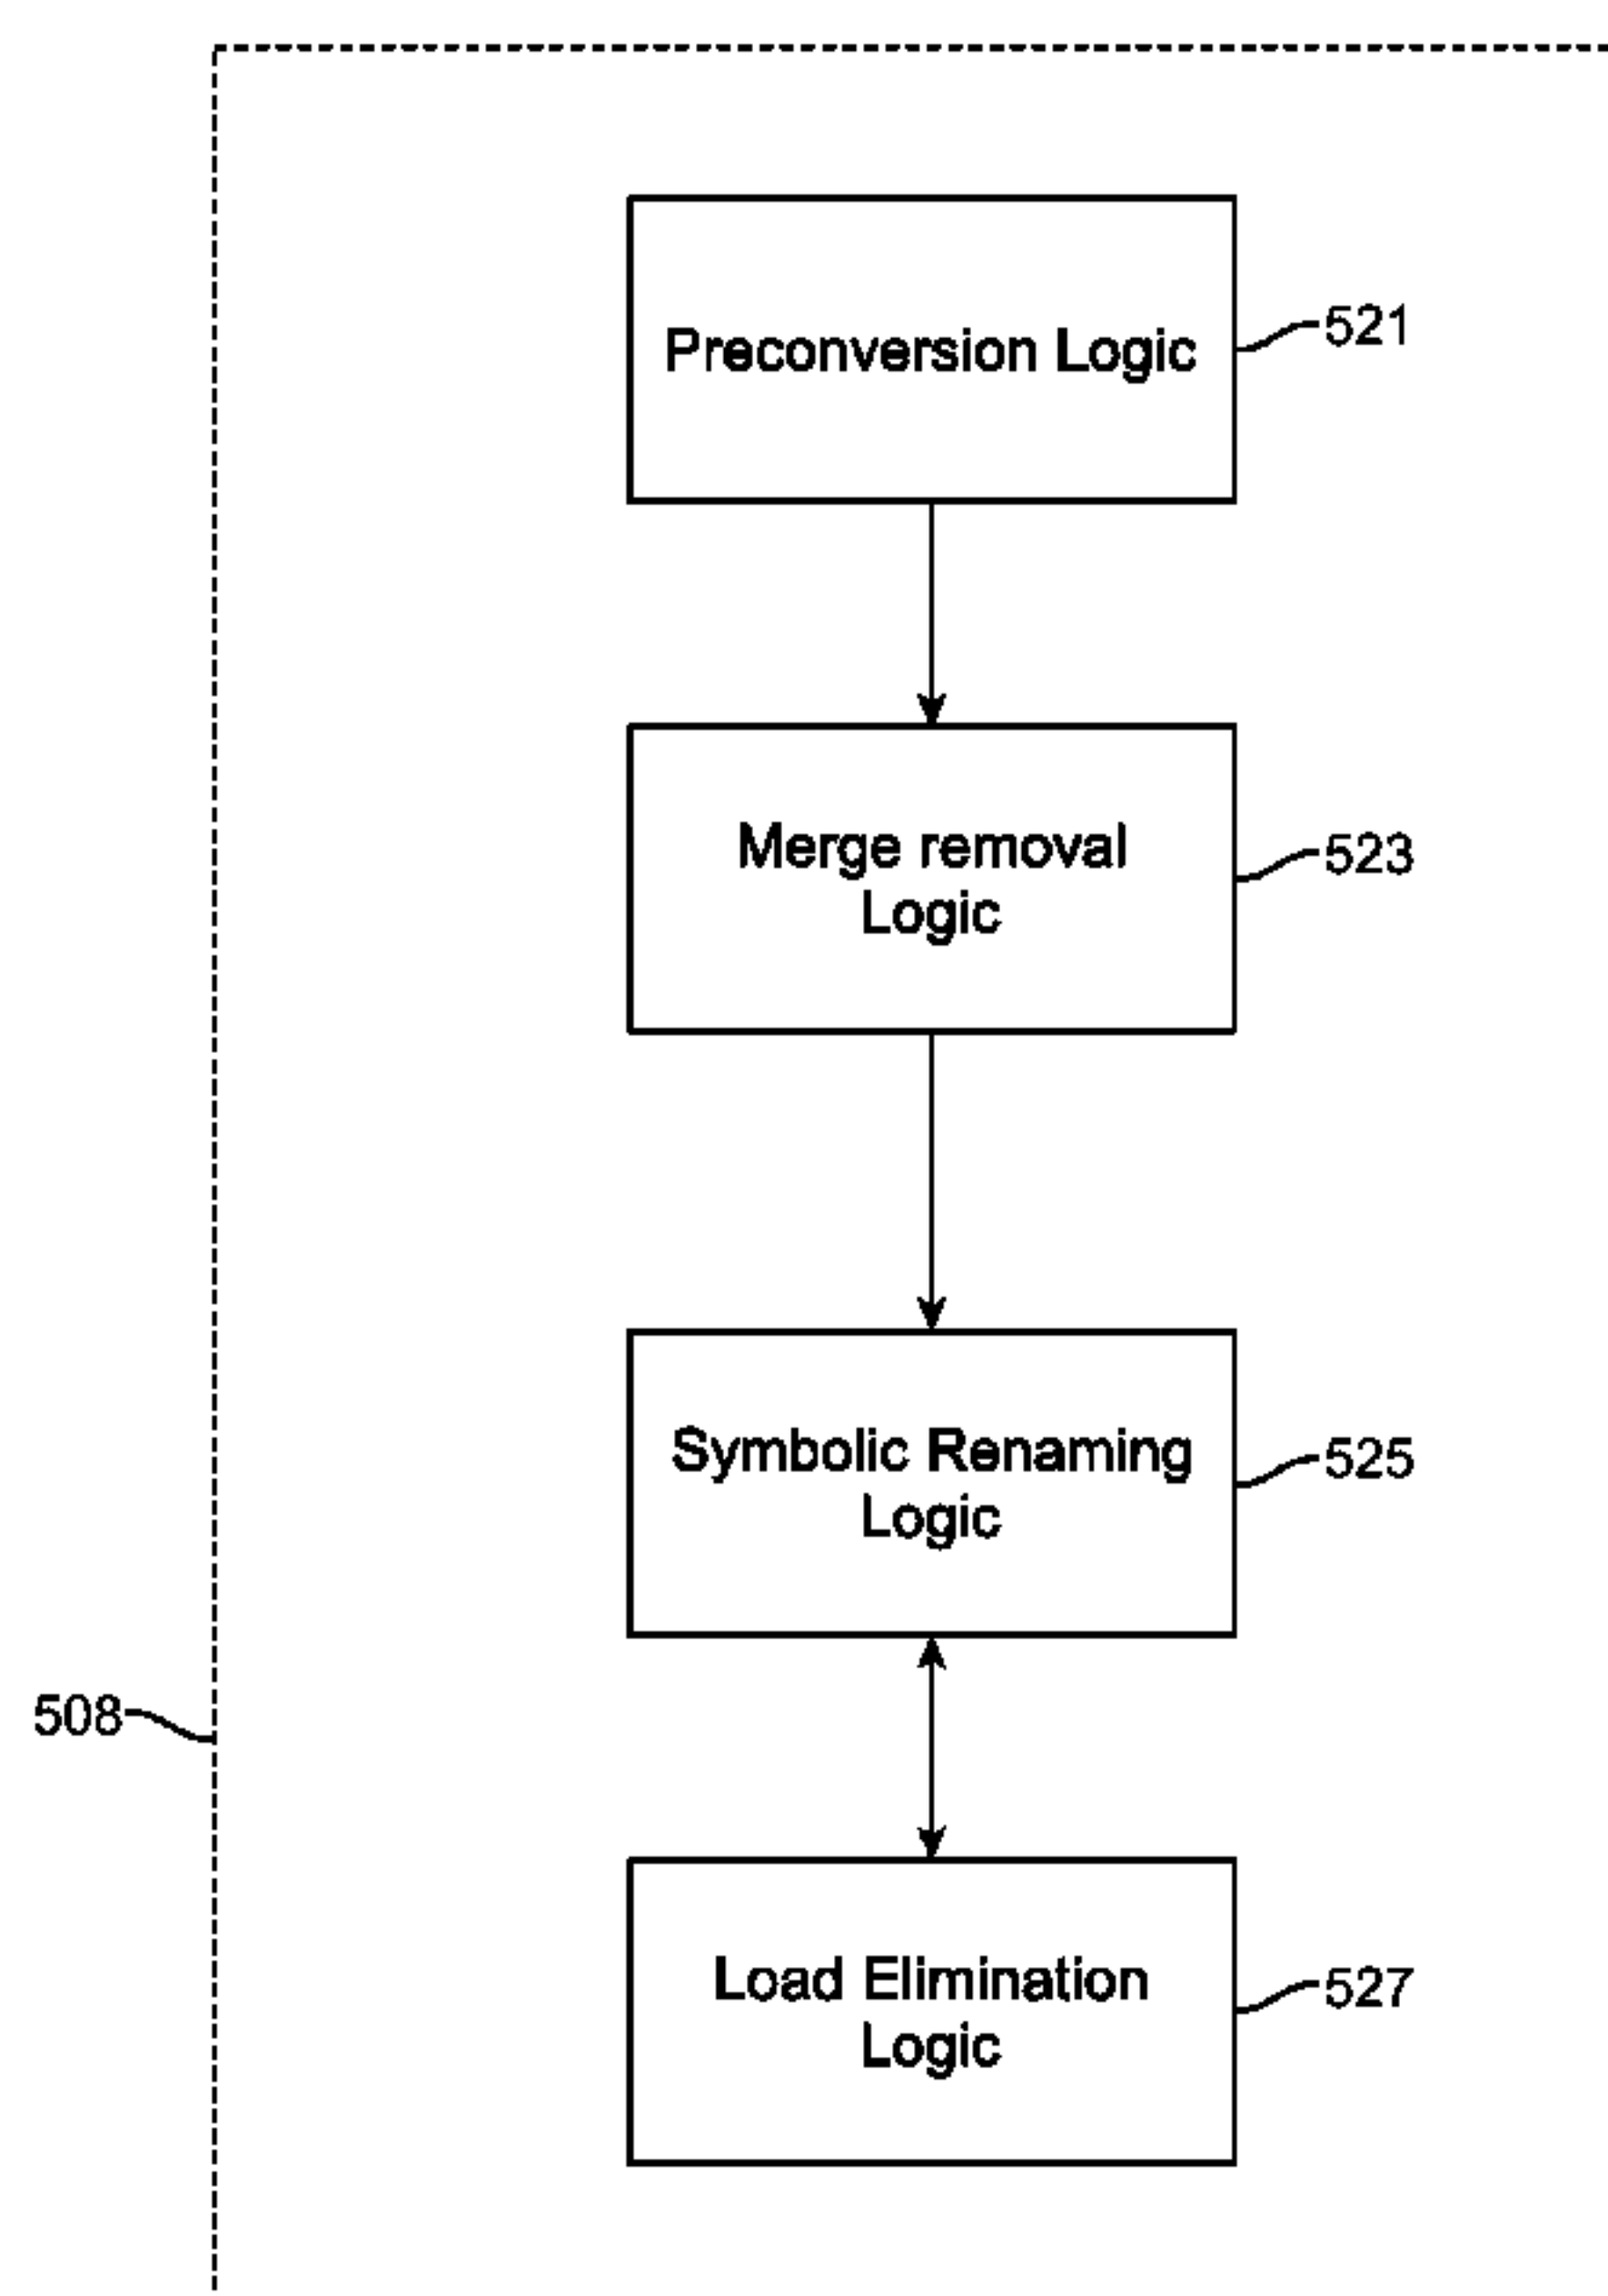 Preconversion Logic
521
Merge removal
Logic
523
Symbolic Renaming
Logic
525
508
Load Elimination
Logic
527